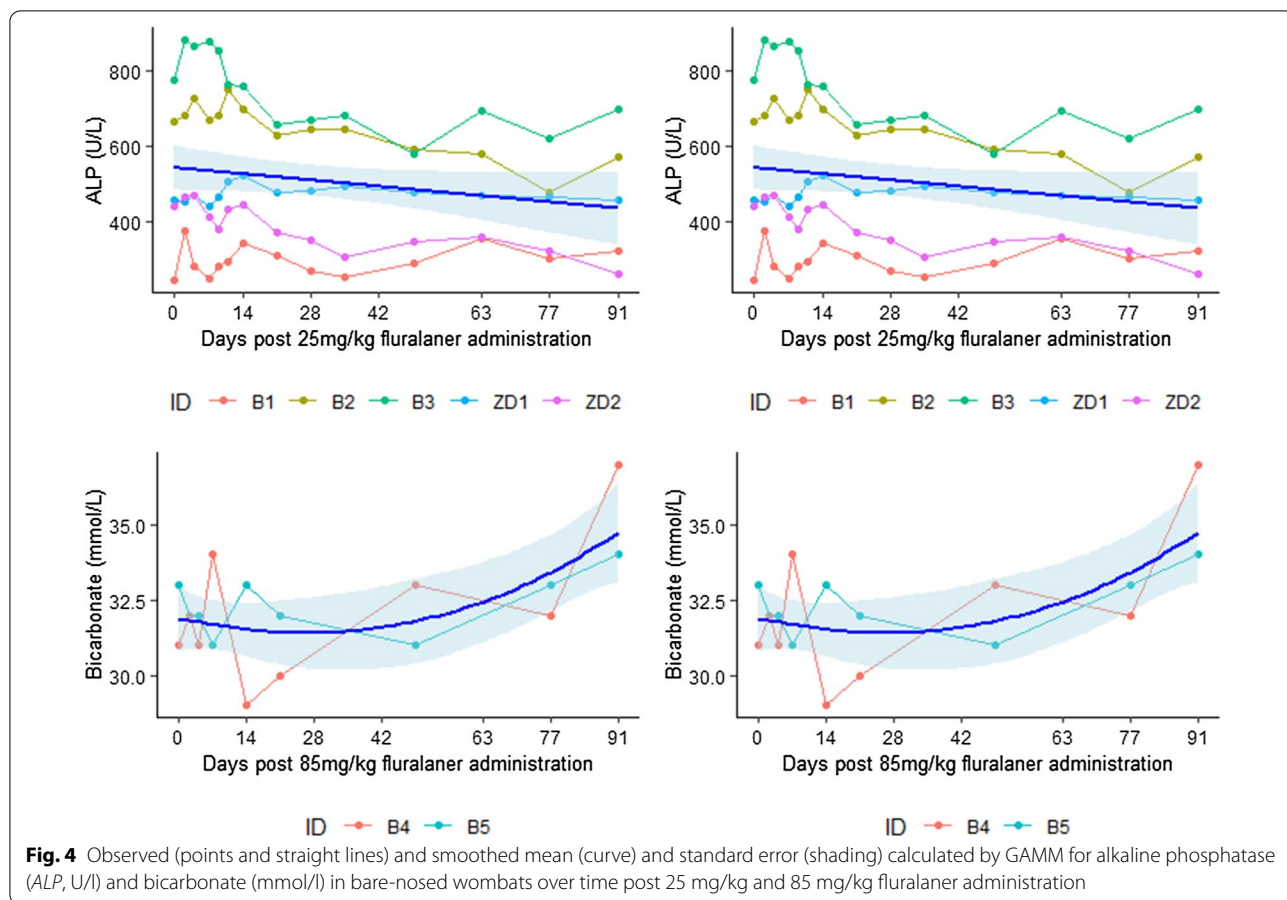 ALP (U/L)
800
600
400
0 14 28 42 63 77 91
Days post 25mg/kg fluralaner administration
ID B1 B2 B3 ZD1 ZD2
ALP (U/L)
800
600
400
0 14 28 42 63 77 91
Days post 25mg/kg fluralaner administration
ID B1 B2 B3 ZD1 ZD2
Bicarbonate (mmol/L)
35.0
32.5
30.0
0 14 28 42 63 77 91
Days post 85mg/kg fluralaner administration
ID B4 B5
Bicarbonate (mmol/L)
35.0
32.5
30.0
0 14 28 42 63 77 91
Days post 85mg/kg fluralaner administration
ID B4 B5
Fig. 4 Observed (points and straight lines) and smoothed mean (curve) and standard error (shading) calculated by GAMM for alkaline phosphatase
(ALP, U/l) and bicarbonate (mmol/l) in bare-nosed wombats over time post 25 mg/kg and 85 mg/kg fluralaner administration